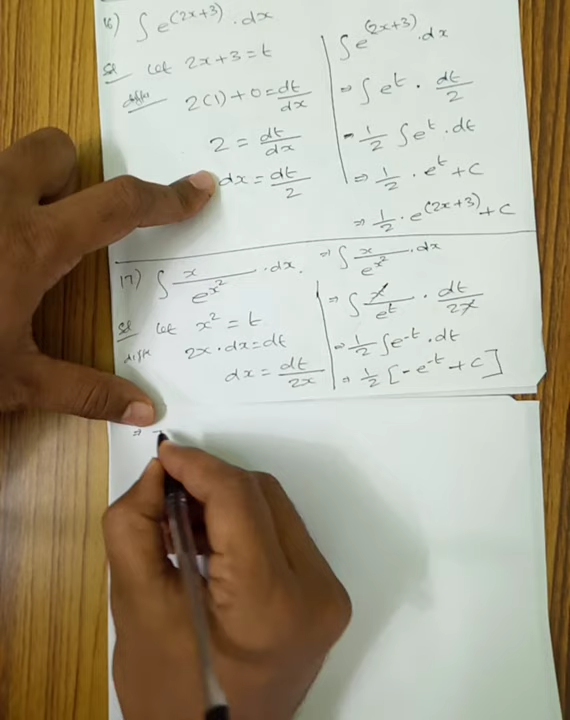 16) ∫ e^(2x+3) . dx
Sol Let 2x+3 = t
diff 2(1) + 0 = dt/dx
2 = dt/dx
dx = dt/2
∫ e^(2x+3) . dx
⇒ ∫ e^t . dt/2
⇒ 1/2 ∫ e^t . dt
⇒ 1/2 . e^t + C
⇒ 1/2 . e^(2x+3) + C
17) ∫ x/e^x² . dx.
Sol Let x² = t
diff 2x . dx = dt
dx = dt/2x
⇒ ∫ x/e^x² . dx
⇒ ∫ x/e^t . dt/2x
⇒ 1/2 ∫ e^-t . dt
⇒ 1/2 [-e^-t + C]
⇒ -